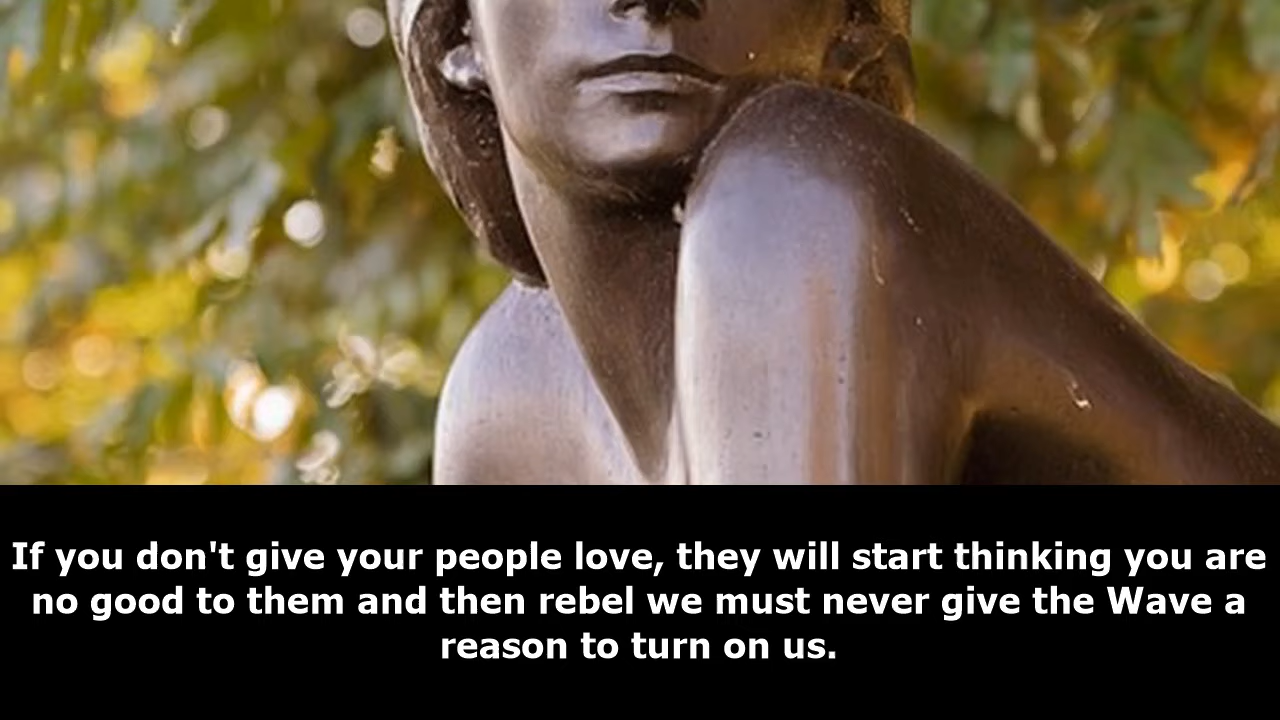 If you don't give your people love, they will start thinking you are
no good to them and then rebel we must never give the Wave a
reason to turn on us.